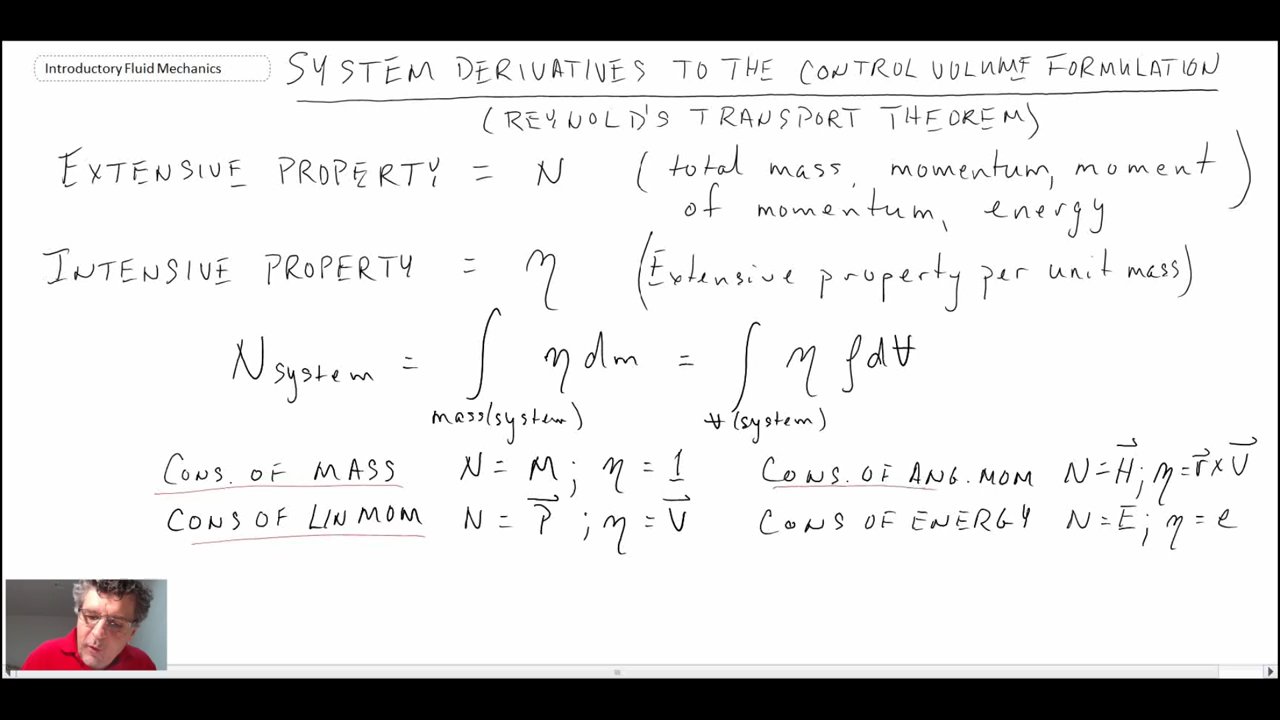 Introductory Fluid Mechanics
SYSTEM DERIVATIVES TO THE CONTROL VOLUME FORMULATION
(REYNOLD'S TRANSPORT THEOREM)
EXTENSIVE PROPERTY = N (total mass, momentum, moment
of momentum, energy)
INTENSIVE PROPERTY = η (Extensive property per unit mass)
N system = ∫ η dm = ∫ η ρ dV̶
mass(system) V̶(system)
CONS. OF MASS N = M; η = 1
CONS OF LIN MOM N = P⃗ ; η = V⃗
CONS. OF ANG. MOM N = H⃗; η = r⃗ × V⃗
CONS OF ENERGY N = E; η = e